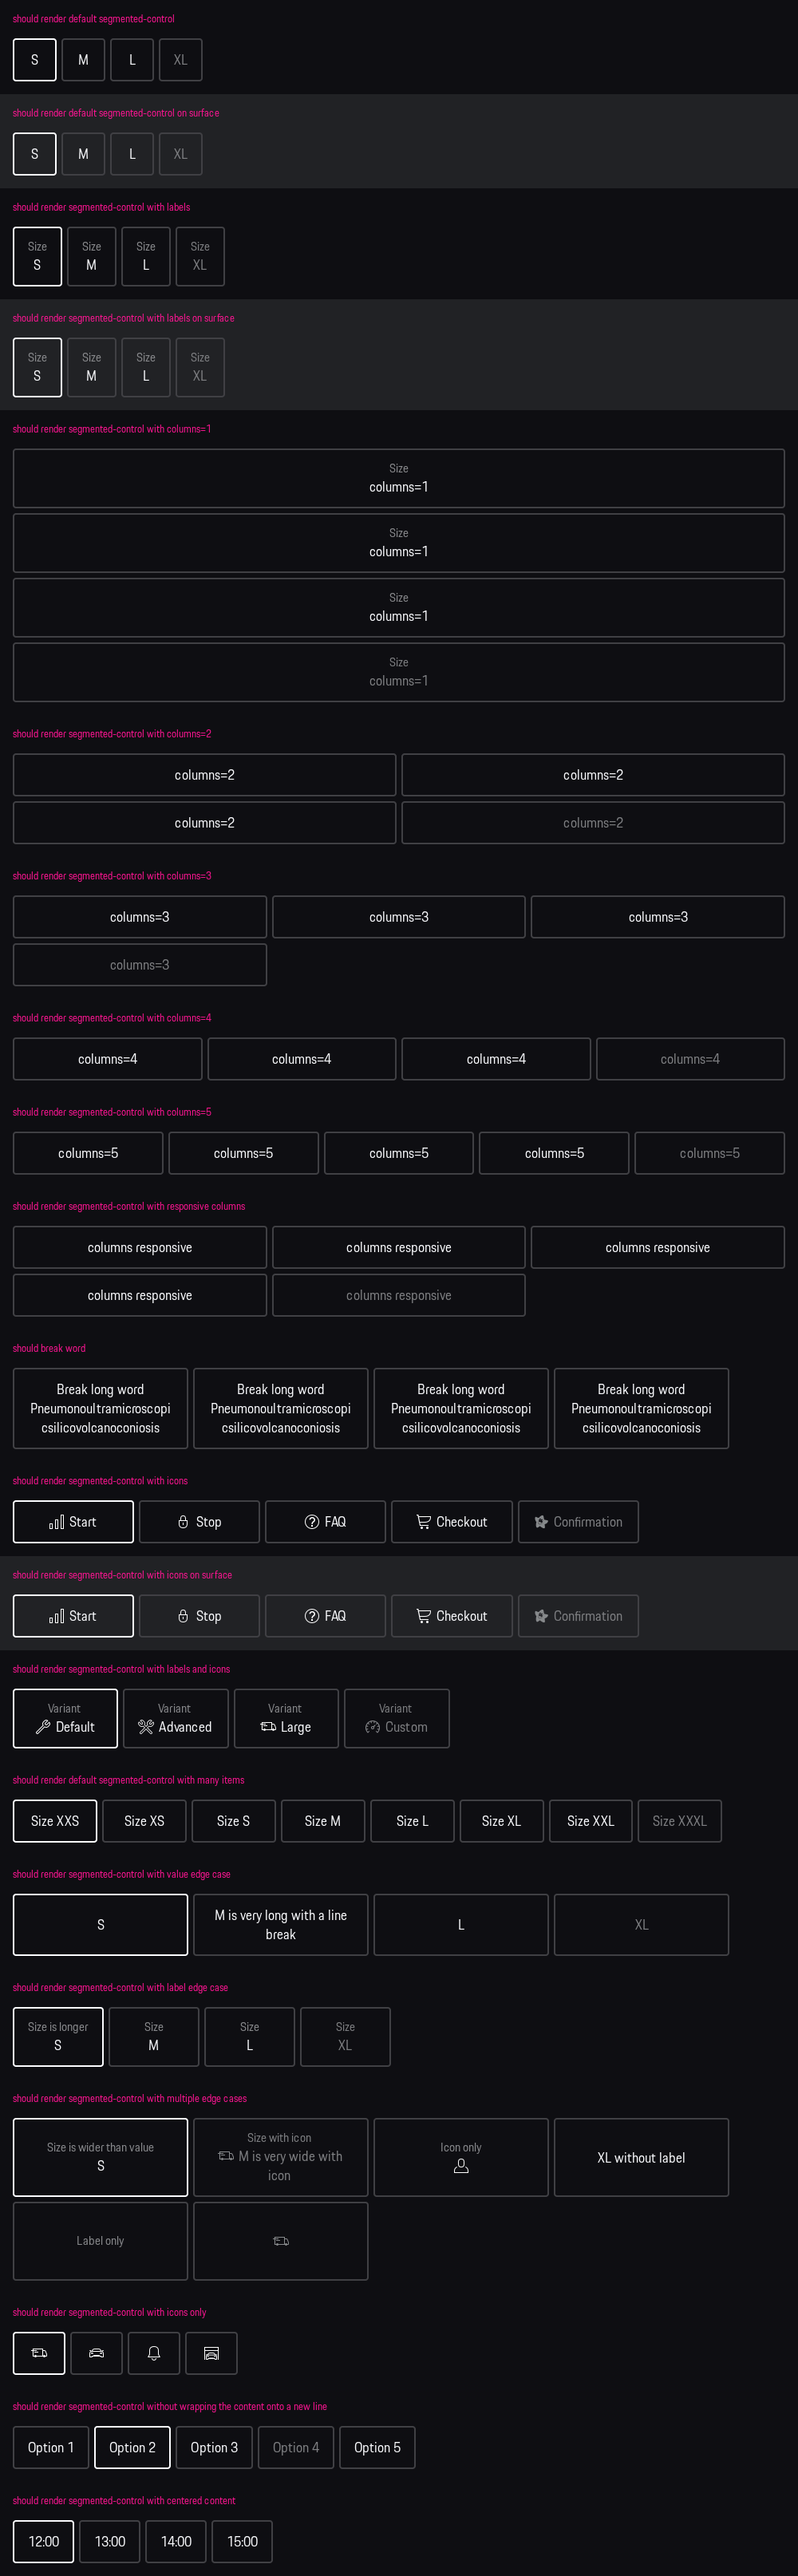 should render default segmented-control
S M L XL
should render default segmented-control on surface
S M L XL
should render segmented-control with labels
Size Size Size Size
S M L XL
should render segmented-control with labels on surface
Size Size Size Size
S M L XL
should render segmented-control with columns=1
Size
columns=1
Size
columns=1
Size
columns=1
Size
columns=1
should render segmented-control with columns=2
columns=2 columns=2
columns=2 columns=2
should render segmented-control with columns=3
columns=3 columns=3 columns=3
columns=3
should render segmented-control with columns=4
columns=4 columns=4 columns=4 columns=4
should render segmented-control with columns=5
columns=5 columns=5 columns=5 columns=5 columns=5
should render segmented-control with responsive columns
columns responsive columns responsive columns responsive
columns responsive columns responsive
should break word
Break long word Break long word Break long word Break long word
Pneumonoultramicroscopi Pneumonoultramicroscopi Pneumonoultramicroscopi Pneumonoultramicroscopi
csilicovolcanoconiosis csilicovolcanoconiosis csilicovolcanoconiosis csilicovolcanoconiosis
should render segmented-control with icons
Start Stop FAQ Checkout Confirmation
should render segmented-control with icons on surface
Start Stop FAQ Checkout Confirmation
should render segmented-control with labels and icons
Variant Variant Variant Variant
Default Advanced Large Custom
should render default segmented-control with many items
Size XXS Size XS Size S Size M Size L Size XL Size XXL Size XXXL
should render segmented-control with value edge case
S M is very long with a line break L XL
should render segmented-control with label edge case
Size is longer Size Size Size
S M L XL
should render segmented-control with multiple edge cases
Size is wider than value
S
Size with icon
M is very wide with
icon
Icon only
XL without label
Label only
should render segmented-control with icons only
should render segmented-control without wrapping the content onto a new line
Option 1 Option 2 Option 3 Option 4 Option 5
should render segmented-control with centered content
12:00 13:00 14:00 15:00